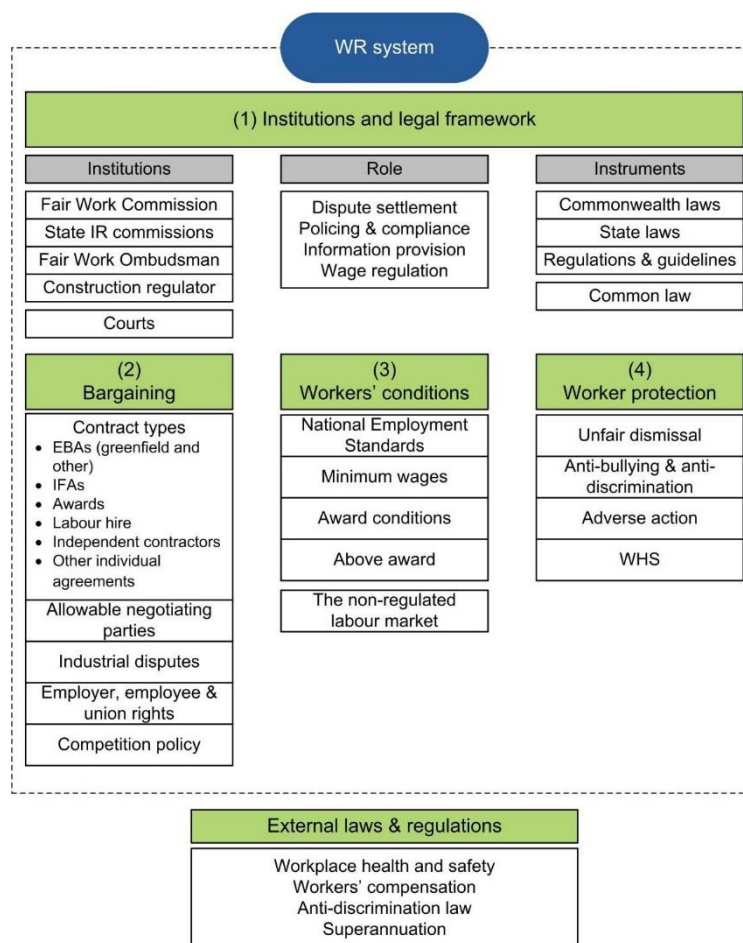 WR system
(1) Institutions and legal framework
Institutions
Fair Work Commission
State IR commissions
Fair Work Ombudsman
Construction regulator
Courts
Role
Dispute settlement
Policing & compliance
Information provision
Wage regulation
Instruments
Commonwealth laws
State laws
Regulations & guidelines
Common law
(2)
Bargaining
Contract types
• EBAs (greenfield and
other)
• IFAs
• Awards
• Labour hire
• Independent contractors
• Other individual
agreements
Allowable negotiating
parties
Industrial disputes
Employer, employee &
union rights
Competition policy
(3)
Workers' conditions
National Employment
Standards
Minimum wages
Award conditions
Above award
The non-regulated
labour market
(4)
Worker protection
Unfair dismissal
Anti-bullying & anti-
discrimination
Adverse action
WHS
External laws & regulations
Workplace health and safety
Workers' compensation
Anti-discrimination law
Superannuation